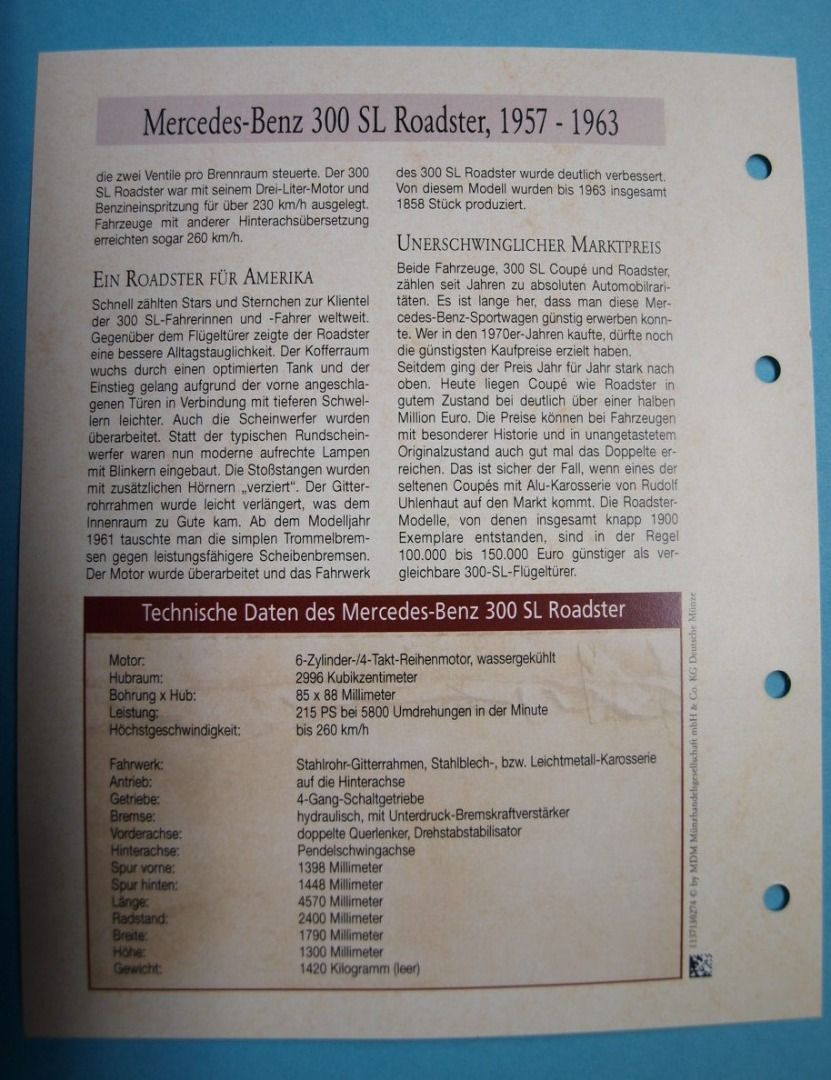 Mercedes-Benz 300 SL Roadster, 1957 - 1963
die zwei Ventile pro Brennraum steuerte. Der 300
SL Roadster war mit seinem Drei-Liter-Motor und
Benzineinspritzung für über 230 km/h ausgelegt.
Fahrzeuge mit anderer Hinterachsübersetzung
erreichten sogar 260 km/h.
EIN ROADSTER FÜR AMERIKA
Schnell zählten Stars und Sternchen zur Klientel
der 300 SL-Fahrerinnen und -Fahrer weltweit.
Gegenüber dem Flügeltürer zeigte der Roadster
eine bessere Alltagstauglichkeit. Der Kofferraum
wuchs durch einen optimierten Tank und der
Einstieg gelang aufgrund der vorne angeschla-
genen Türen in Verbindung mit tieferen Schwel-
lern leichter. Auch die Scheinwerfer wurden
überarbeitet. Statt der typischen Rundschein-
werfer waren nun moderne aufrechte Lampen
mit Blinkern eingebaut. Die Stoßstangen wurden
mit zusätzlichen Hörnern „verziert“. Der Gitter-
rohrrahmen wurde leicht verlängert, was dem
Innenraum zu Gute kam. Ab dem Modelljahr
1961 tauschte man die simplen Trommelbrem-
sen gegen leistungsfähigere Scheibenbremsen.
Der Motor wurde überarbeitet und das Fahrwerk
des 300 SL Roadster wurde deutlich verbessert.
Von diesem Modell wurden bis 1963 insgesamt
1858 Stück produziert.
UNERSCHWINGLICHER MARKTPREIS
Beide Fahrzeuge, 300 SL Coupé und Roadster,
zählen seit Jahren zu absoluten Automobilrari-
täten. Es ist lange her, dass man diese Mer-
cedes-Benz-Sportwagen günstig erwerben konn-
te. Wer in den 1970er-Jahren kaufte, dürfte noch
die günstigsten Kaufpreise erzielt haben.
Seitdem ging der Preis Jahr für Jahr stark nach
oben. Heute liegen Coupé wie Roadster in
gutem Zustand bei deutlich über einer halben
Million Euro. Die Preise können bei Fahrzeugen
mit besonderer Historie und in unangetastetem
Originalzustand auch gut mal das Doppelte er-
reichen. Das ist sicher der Fall, wenn eines der
seltenen Coupés mit Alu-Karosserie von Rudolf
Uhlenhaut auf den Markt kommt. Die Roadster-
Modelle, von denen insgesamt knapp 1900
Exemplare entstanden, sind in der Regel
100.000 bis 150.000 Euro günstiger als ver-
gleichbare 300-SL-Flügeltürer.
Technische Daten des Mercedes-Benz 300 SL Roadster
Motor: 6-Zylinder-/4-Takt-Reihenmotor, wassergekühlt
Hubraum: 2996 Kubikzentimeter
Bohrung x Hub: 85 x 88 Millimeter
Leistung: 215 PS bei 5800 Umdrehungen in der Minute
Höchstgeschwindigkeit: bis 260 km/h
Fahrwerk: Stahlrohr-Gitterrahmen, Stahlblech-, bzw. Leichtmetall-Karosserie
Antrieb: auf die Hinterachse
Getriebe: 4-Gang-Schaltgetriebe
Bremse: hydraulisch, mit Unterdruck-Bremskraftverstärker
Vorderachse: doppelte Querlenker, Drehstabstabilisator
Hinterachse: Pendelschwingachse
Spur vorne: 1398 Millimeter
Spur hinten: 1448 Millimeter
Länge: 4570 Millimeter
Radstand: 2400 Millimeter
Breite: 1790 Millimeter
Höhe: 1300 Millimeter
Gewicht: 1420 Kilogramm (leer)
© by MDM Münzhandelsgesellschaft mbH & Co. KG Deutsche Münze